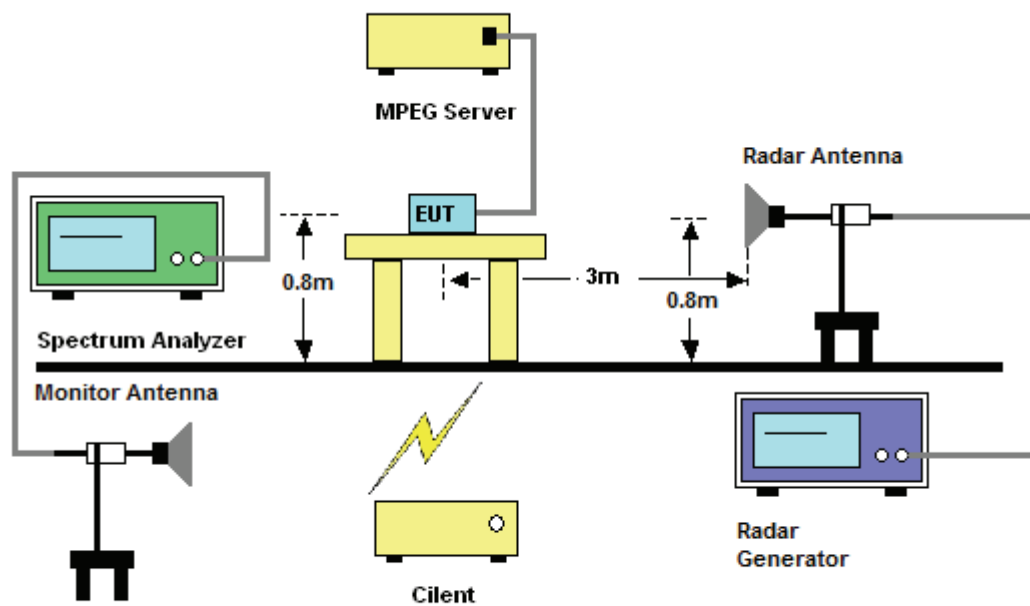 MPEG Server
Radar Antenna
EUT
0.8m
3m
0.8m
Spectrum Analyzer
Monitor Antenna
Radar
Generator
Cilent